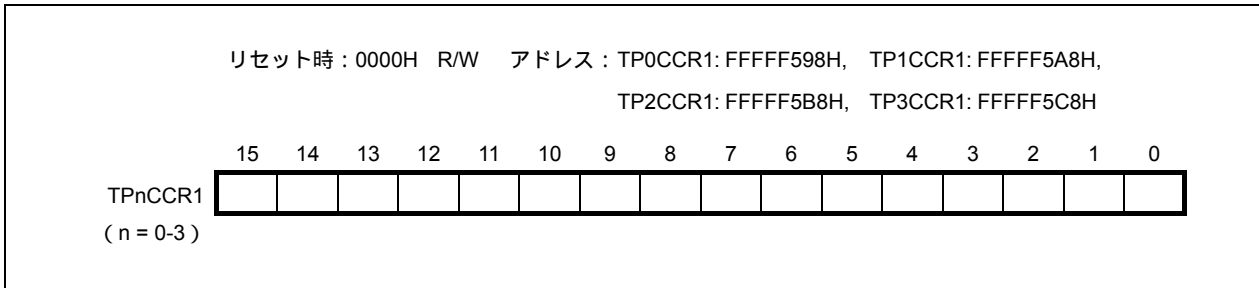 リセット時：0000H R/W アドレス：TP0CCR1: FFFFF598H, TP1CCR1: FFFFF5A8H,
TP2CCR1: FFFFF5B8H, TP3CCR1: FFFFF5C8H
15 14 13 12 11 10 9 8 7 6 5 4 3 2 1 0
TPnCCR1
（n = 0-3）